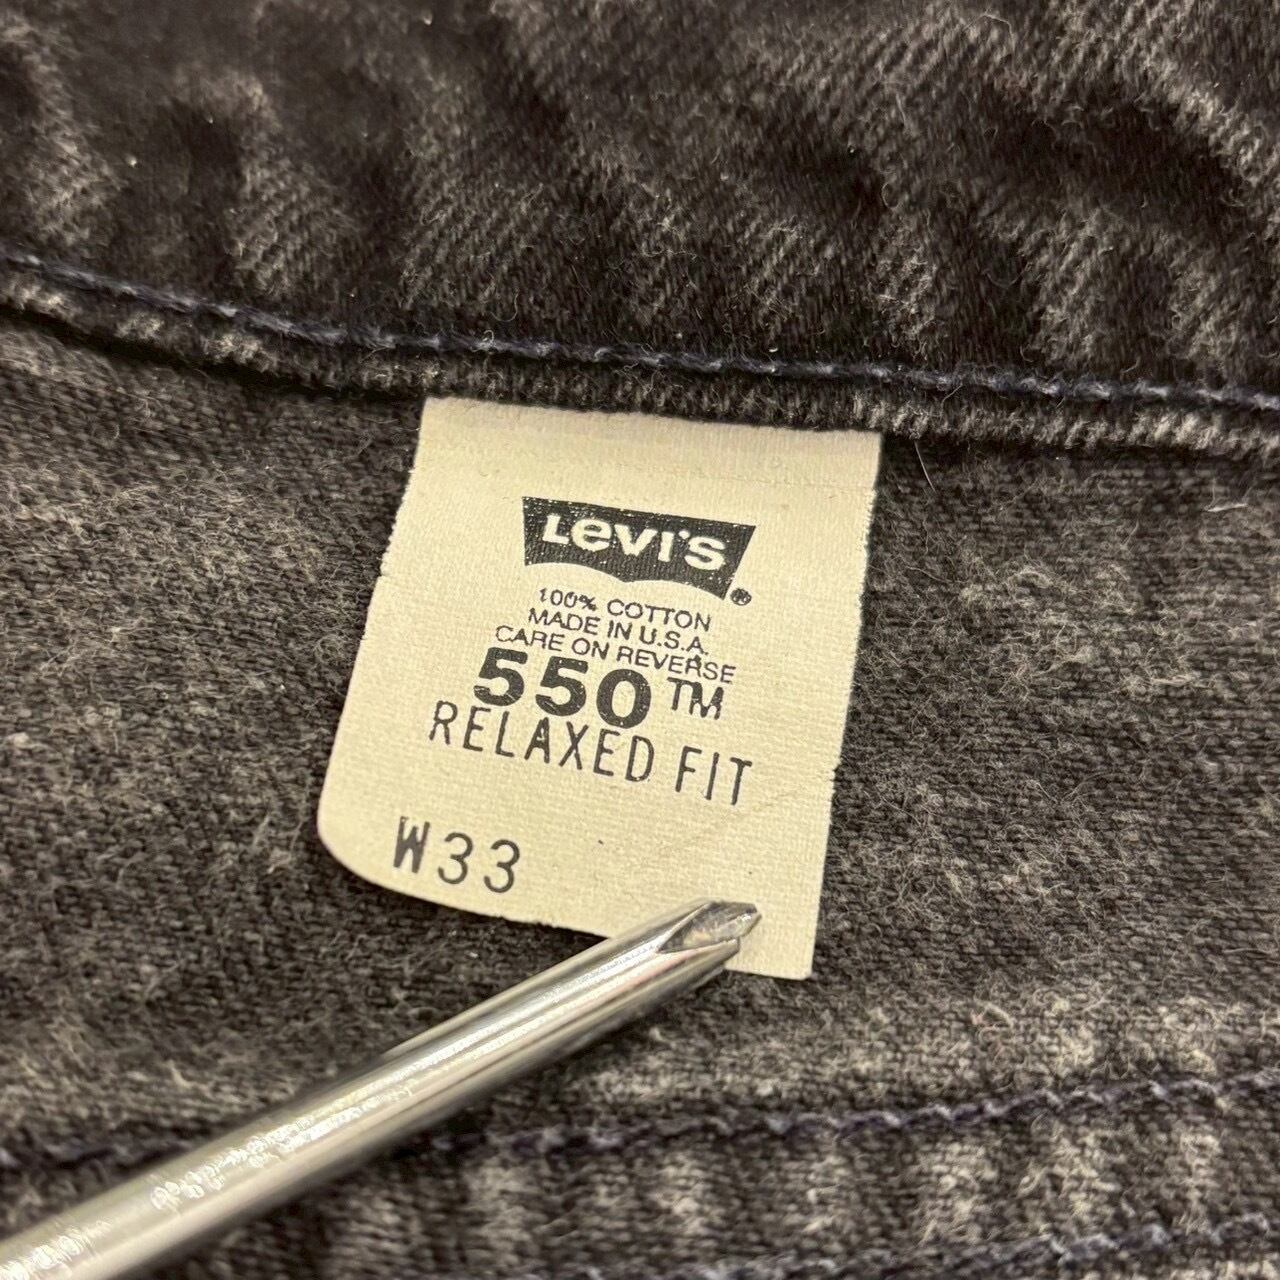 Levi's®
100% COTTON
MADE IN U.S.A.
CARE ON REVERSE
550™
RELAXED FIT
W33